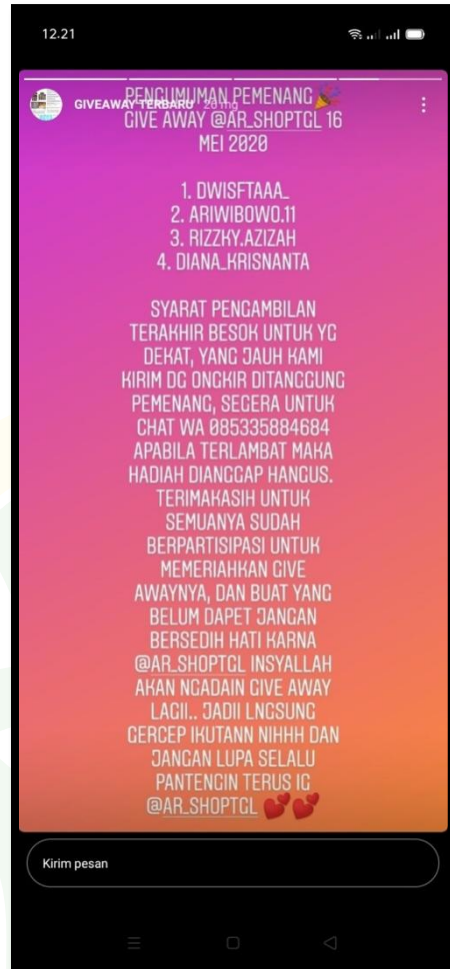 12.21
GIVEAWAY TERBARU 26 mg
PENGUMUMAN PEMENANG
GIVE AWAY @AR_SHOPTGL 16
MEI 2020
1. DWISFTAAA_
2. ARIWIBOWO.11
3. RIZZKY.AZIZAH
4. DIANA_KRISNANTA
SYARAT PENGAMBILAN
TERAKHIR BESOK UNTUK YG
DEKAT, YANG JAUH KAMI
KIRIM DG ONGKIR DITANGGUNG
PEMENANG, SEGERA UNTUK
CHAT WA 085335884684
APABILA TERLAMBAT MAKA
HADIAH DIANGGAP HANGUS.
TERIMAKASIH UNTUK
SEMUANYA SUDAH
BERPARTISIPASI UNTUK
MEMERIAHKAN GIVE
AWAYNYA, DAN BUAT YANG
BELUM DAPET JANGAN
BERSEDIH HATI KARNA
@AR_SHOPTGL INSYALLAH
AKAN NGADAIN GIVE AWAY
LAGII.. JADII LNGSUNG
GERCEP IKUTANN NIHHH DAN
JANGAN LUPA SELALU
PANTENGIN TERUS IG
@AR_SHOPTGL 💕💕
Kirim pesan